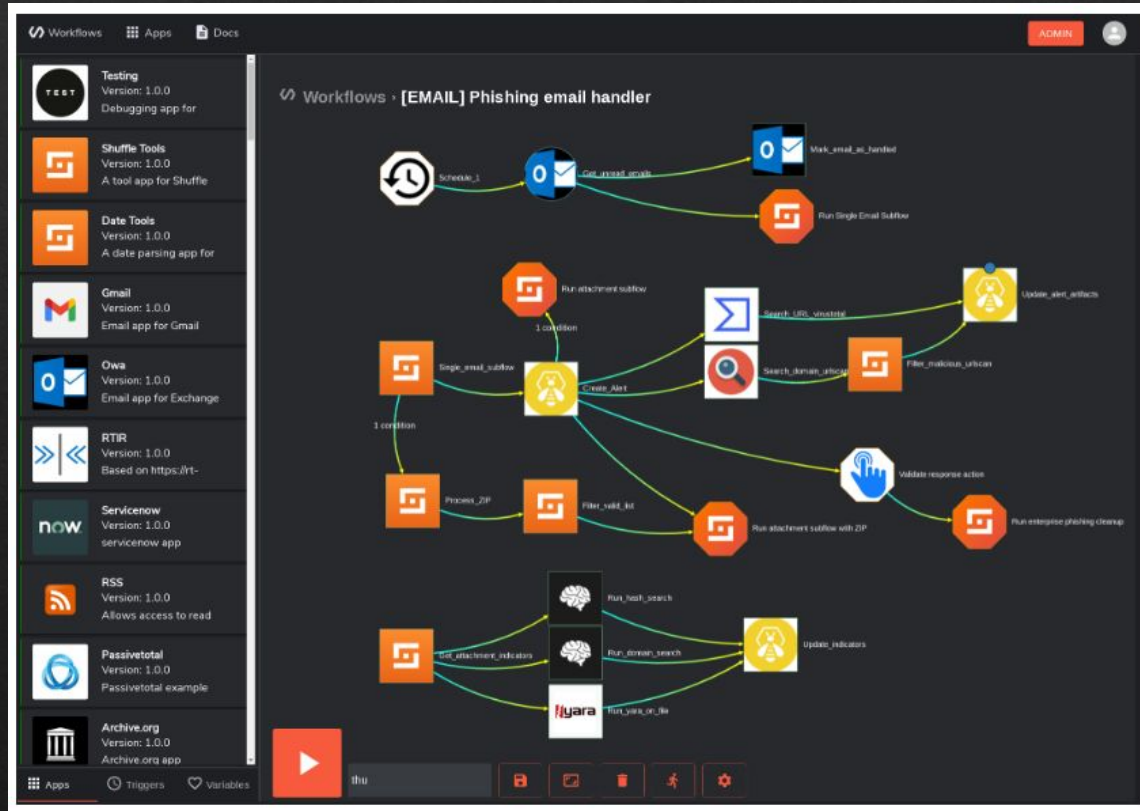 Workflows
Apps
Docs
ADMIN
TEST
Testing
Version: 1.0.0
Debugging app for
Shuffle Tools
Version: 1.0.0
A tool app for Shuffle
Date Tools
Version: 1.0.0
A date parsing app for
Gmail
Version: 1.0.0
Email app for Gmail
Owa
Version: 1.0.0
Email app for Exchange
RTIR
Version: 1.0.0
Based on https://rt-
now.
Servicenow
Version: 1.0.0
servicenow app
RSS
Version: 1.0.0
Allows access to read
Passivetotal
Version: 1.0.0
Passivetotal example
Archive.org
Version: 1.0.0
Archive.org app
Apps
Triggers
Variables
Workflows › [EMAIL] Phishing email handler
Schedule_1
Get_unread_emails
Mark_email_as_handled
Run Single Email Subflow
Run attachment subflow
1 condition
Single_email_subflow
Create_Alert
Search_URL_virustotal
Search_domain_urlscan
Filter_malicious_urlscan
Update_alert_artifacts
1 condition
Process_ZIP
Filter_valid_list
Run attachment subflow with ZIP
Validate response action
Run enterprise phishing cleanup
Get_attachment_indicators
Run_hash_search
Run_domain_search
yara
Run_yara_on_file
Update_indicators
thu